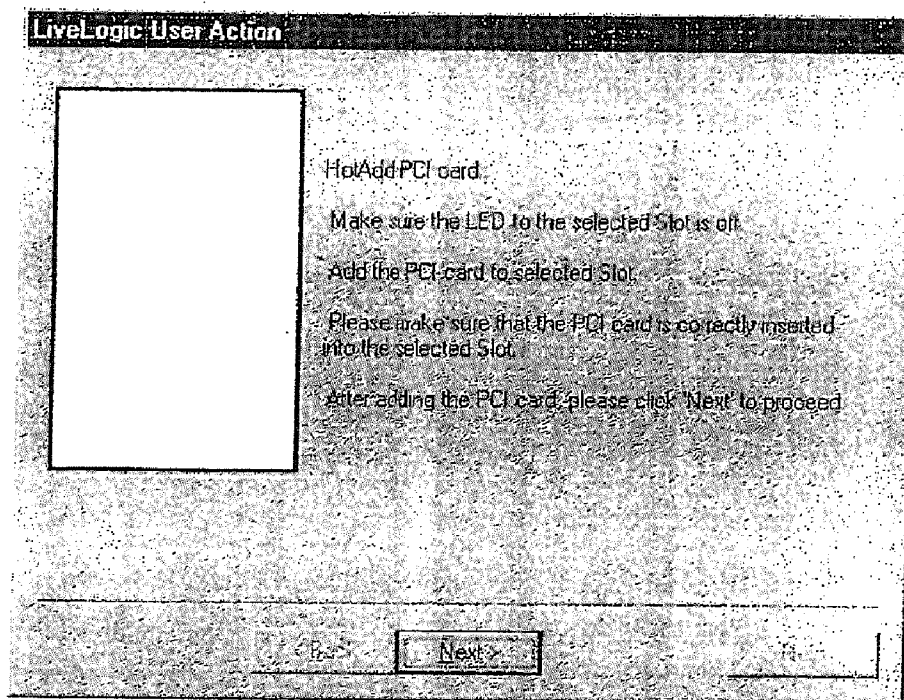 LiveLogic User Action
HotAdd PCI card.
Make sure the LED to the selected Slot is off.
Add the PCI card to selected Slot.
Please make sure that the PCI card is correctly inserted
into the selected Slot.
After adding the PCI card, please click 'Next' to proceed
Next >